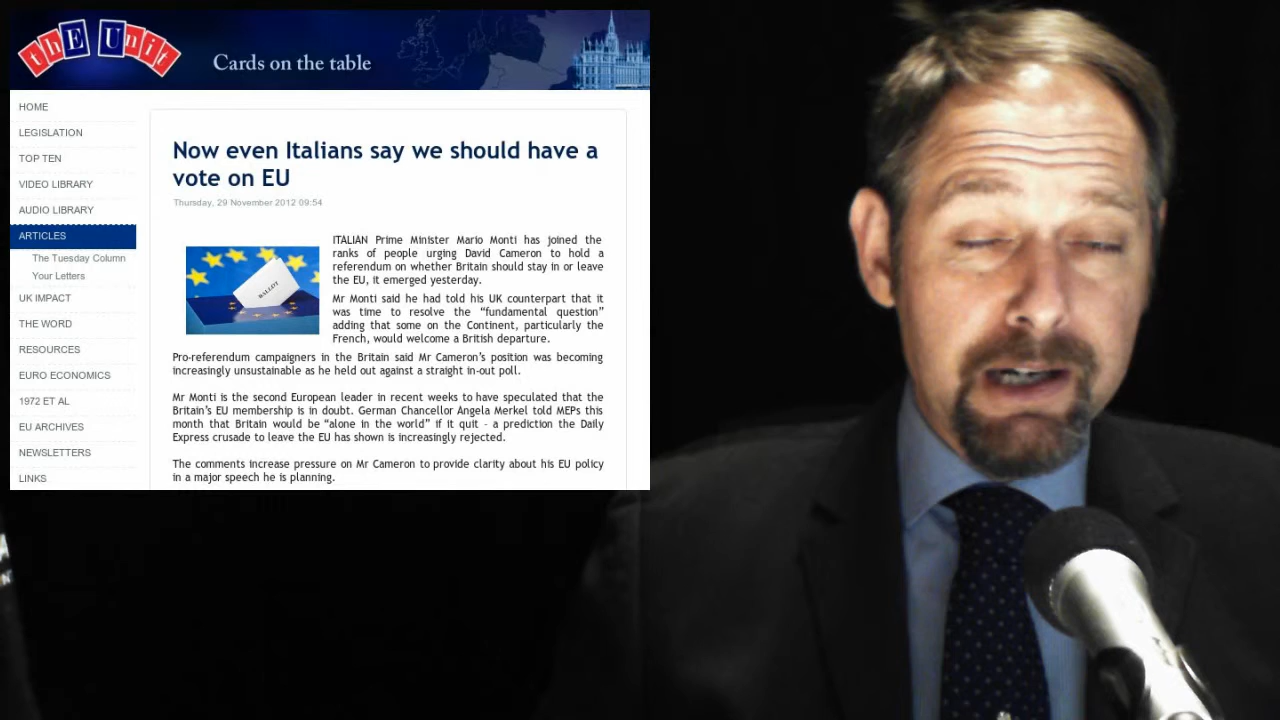 thE Unit
Cards on the table
HOME
LEGISLATION
TOP TEN
VIDEO LIBRARY
AUDIO LIBRARY
ARTICLES
The Tuesday Column
Your Letters
UK IMPACT
THE WORD
RESOURCES
EURO ECONOMICS
1972 ET AL
EU ARCHIVES
NEWSLETTERS
LINKS
Now even Italians say we should have a
vote on EU
Thursday, 29 November 2012 09:54
BALLOT
ITALIAN Prime Minister Mario Monti has joined the
ranks of people urging David Cameron to hold a
referendum on whether Britain should stay in or leave
the EU, it emerged yesterday.
Mr Monti said he had told his UK counterpart that it
was time to resolve the “fundamental question”
adding that some on the Continent, particularly the
French, would welcome a British departure.
Pro-referendum campaigners in the Britain said Mr Cameron’s position was becoming
increasingly unsustainable as he held out against a straight in-out poll.
Mr Monti is the second European leader in recent weeks to have speculated that the
Britain’s EU membership is in doubt. German Chancellor Angela Merkel told MEPs this
month that Britain would be “alone in the world” if it quit - a prediction the Daily
Express crusade to leave the EU has shown is increasingly rejected.
The comments increase pressure on Mr Cameron to provide clarity about his EU policy
in a major speech he is planning.